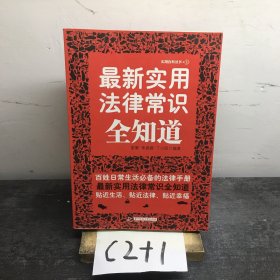 最新实用
法律常识
全知道
百姓日常生活必备的法律手册
最新实用法律常识全知道
贴近生活、贴近法律、贴近幸福
C2+1